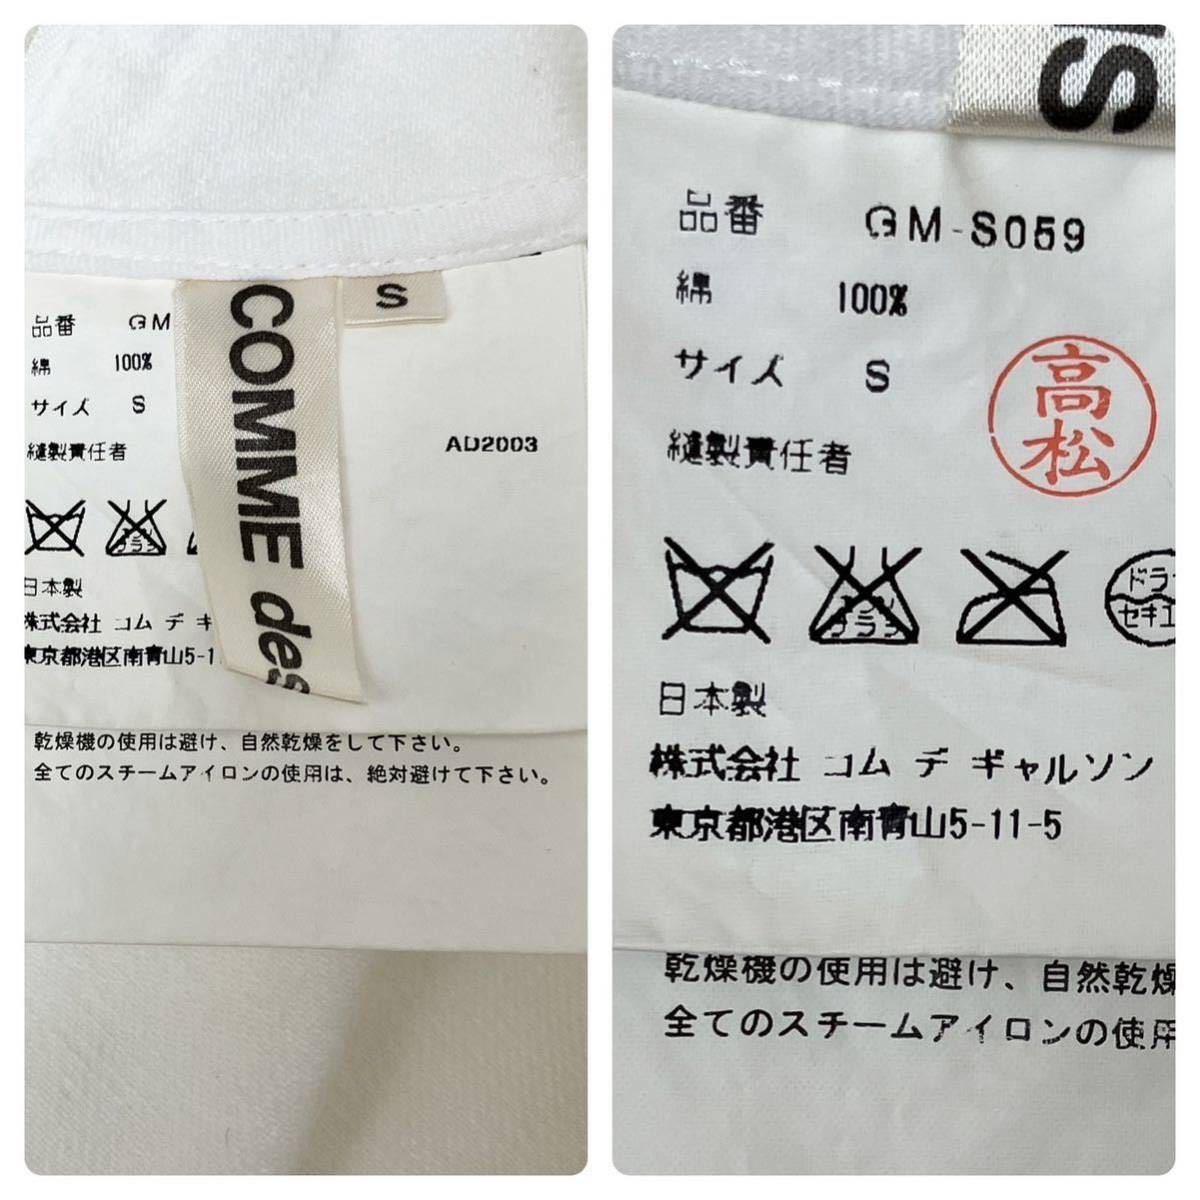 S
COMME des
品番 GM
綿 100%
サイズ S
縫製責任者
AD2003
日本製
株式会社 コム デ ギ
東京都港区南青山5-1
乾燥機の使用は避け、自然乾燥をして下さい。
全てのスチームアイロンの使用は、絶対避けて下さい。
S
品番 GM-S059
綿 100%
サイズ S
高松
縫製責任者
ドラ
セキユ
日本製
株式会社 コム デ ギャルソン
東京都港区南青山5-11-5
乾燥機の使用は避け、自然乾燥
全てのスチームアイロンの使用